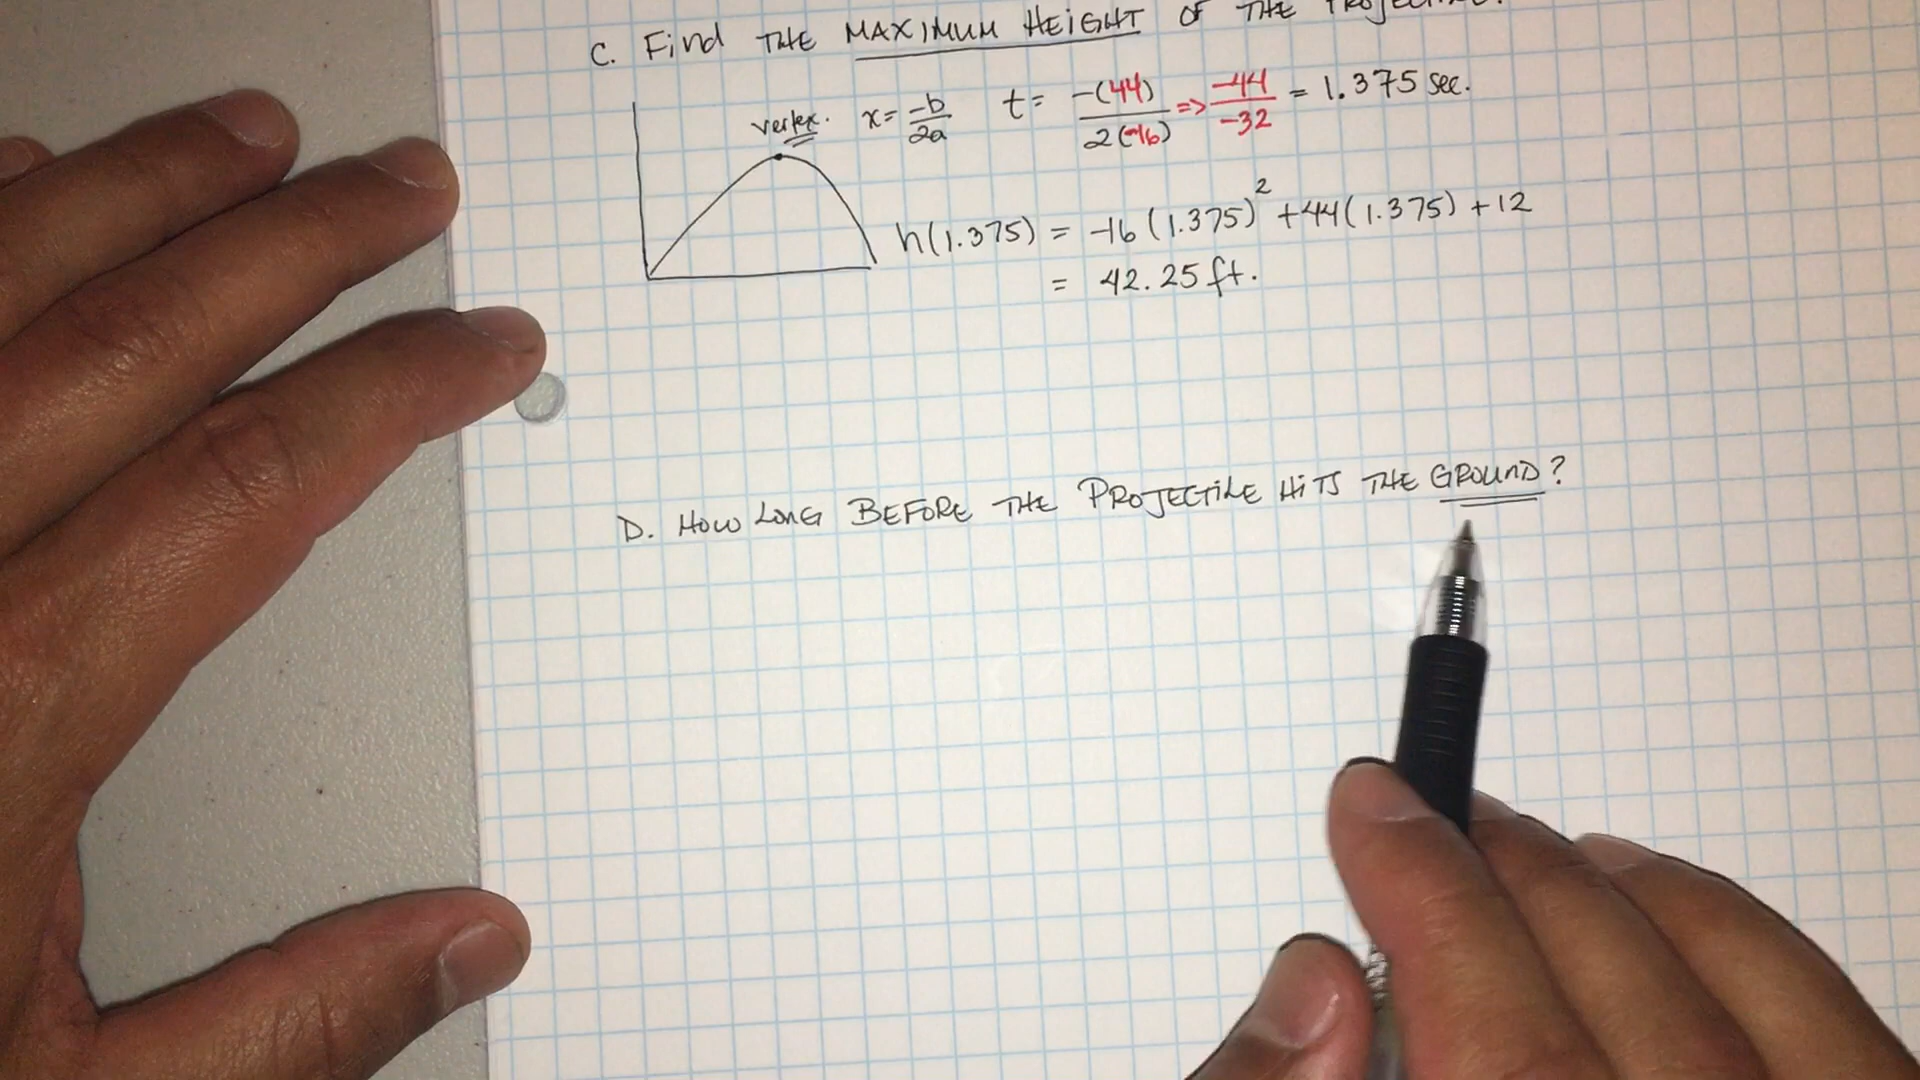 C. Find THE MAXIMUM HEIGHT OF THE PROJECTILE.
vertex. x = -b/2a t = -(44)/2(-16) => -44/-32 = 1.375 sec.
h(1.375) = -16(1.375)² + 44(1.375) + 12
= 42.25 ft.
D. HOW LONG BEFORE THE PROJECTILE HITS THE GROUND?